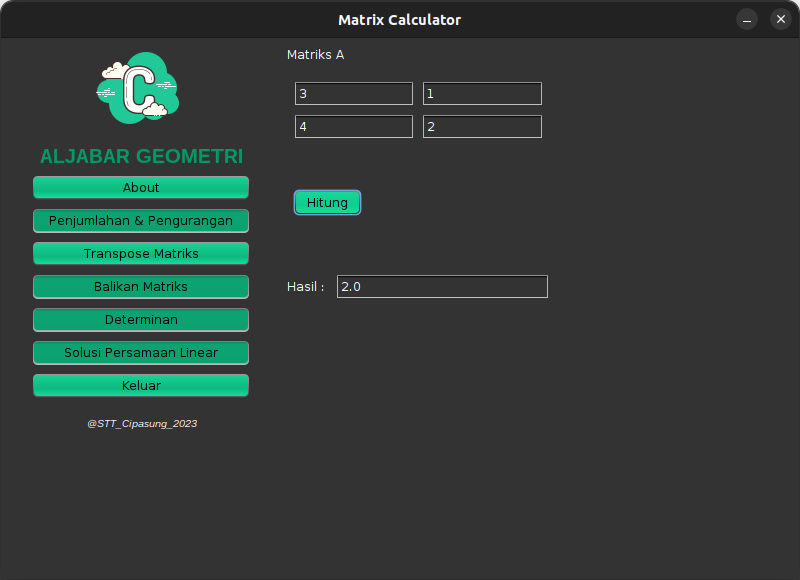 Matrix Calculator
C
ALJABAR GEOMETRI
About
Penjumlahan & Pengurangan
Transpose Matriks
Balikan Matriks
Determinan
Solusi Persamaan Linear
Keluar
@STT_Cipasung_2023
Matriks A
3 1
4 2
Hitung
Hasil : 2.0